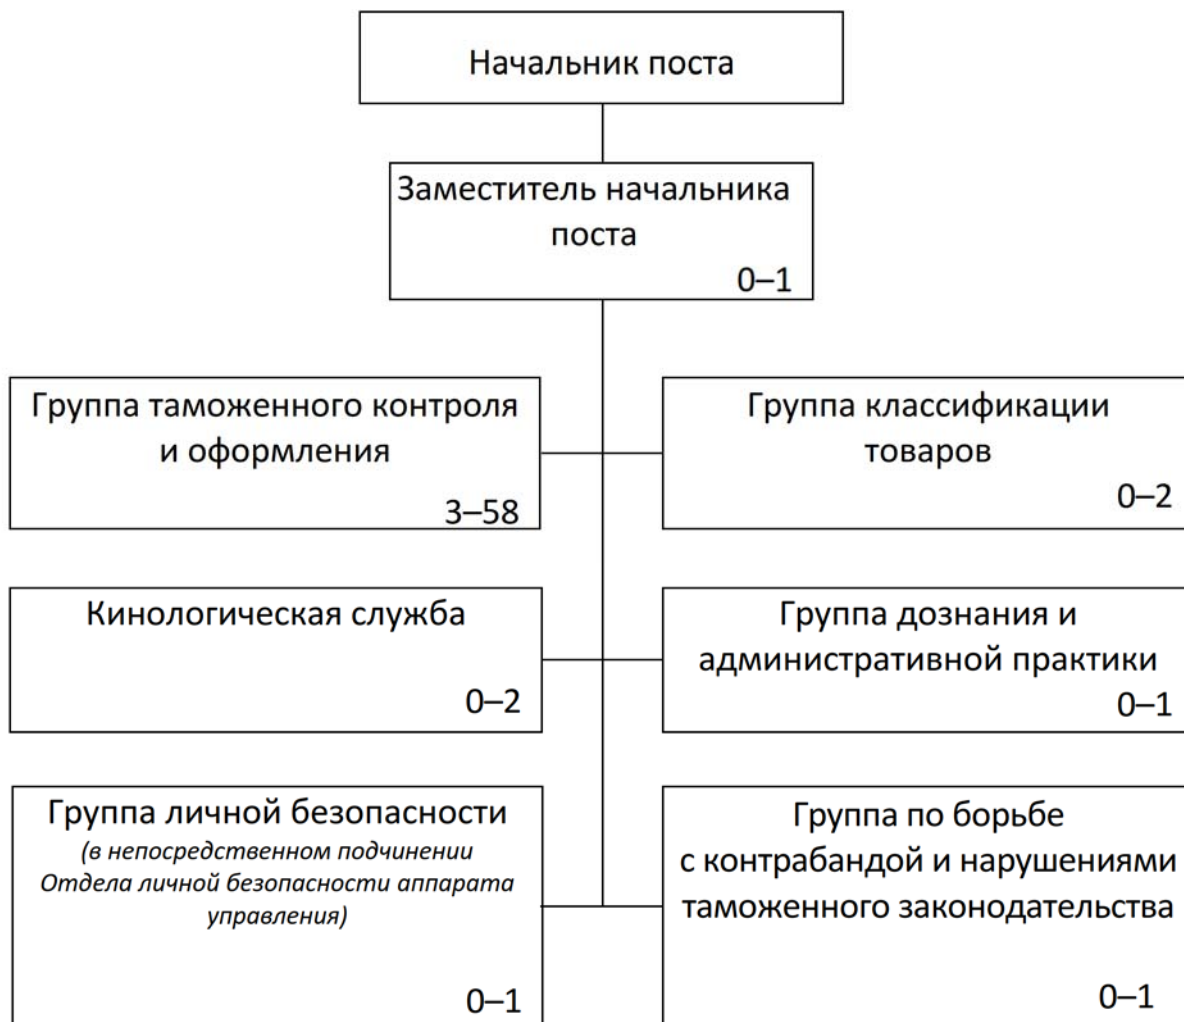 Начальник поста
Заместитель начальника
поста
0–1
Группа таможенного контроля
и оформления
3–58
Группа классификации
товаров
0–2
Кинологическая служба
0–2
Группа дознания и
административной практики
0–1
Группа личной безопасности
(в непосредственном подчинении
Отдела личной безопасности аппарата
управления)
0–1
Группа по борьбе
с контрабандой и нарушениями
таможенного законодательства
0–1